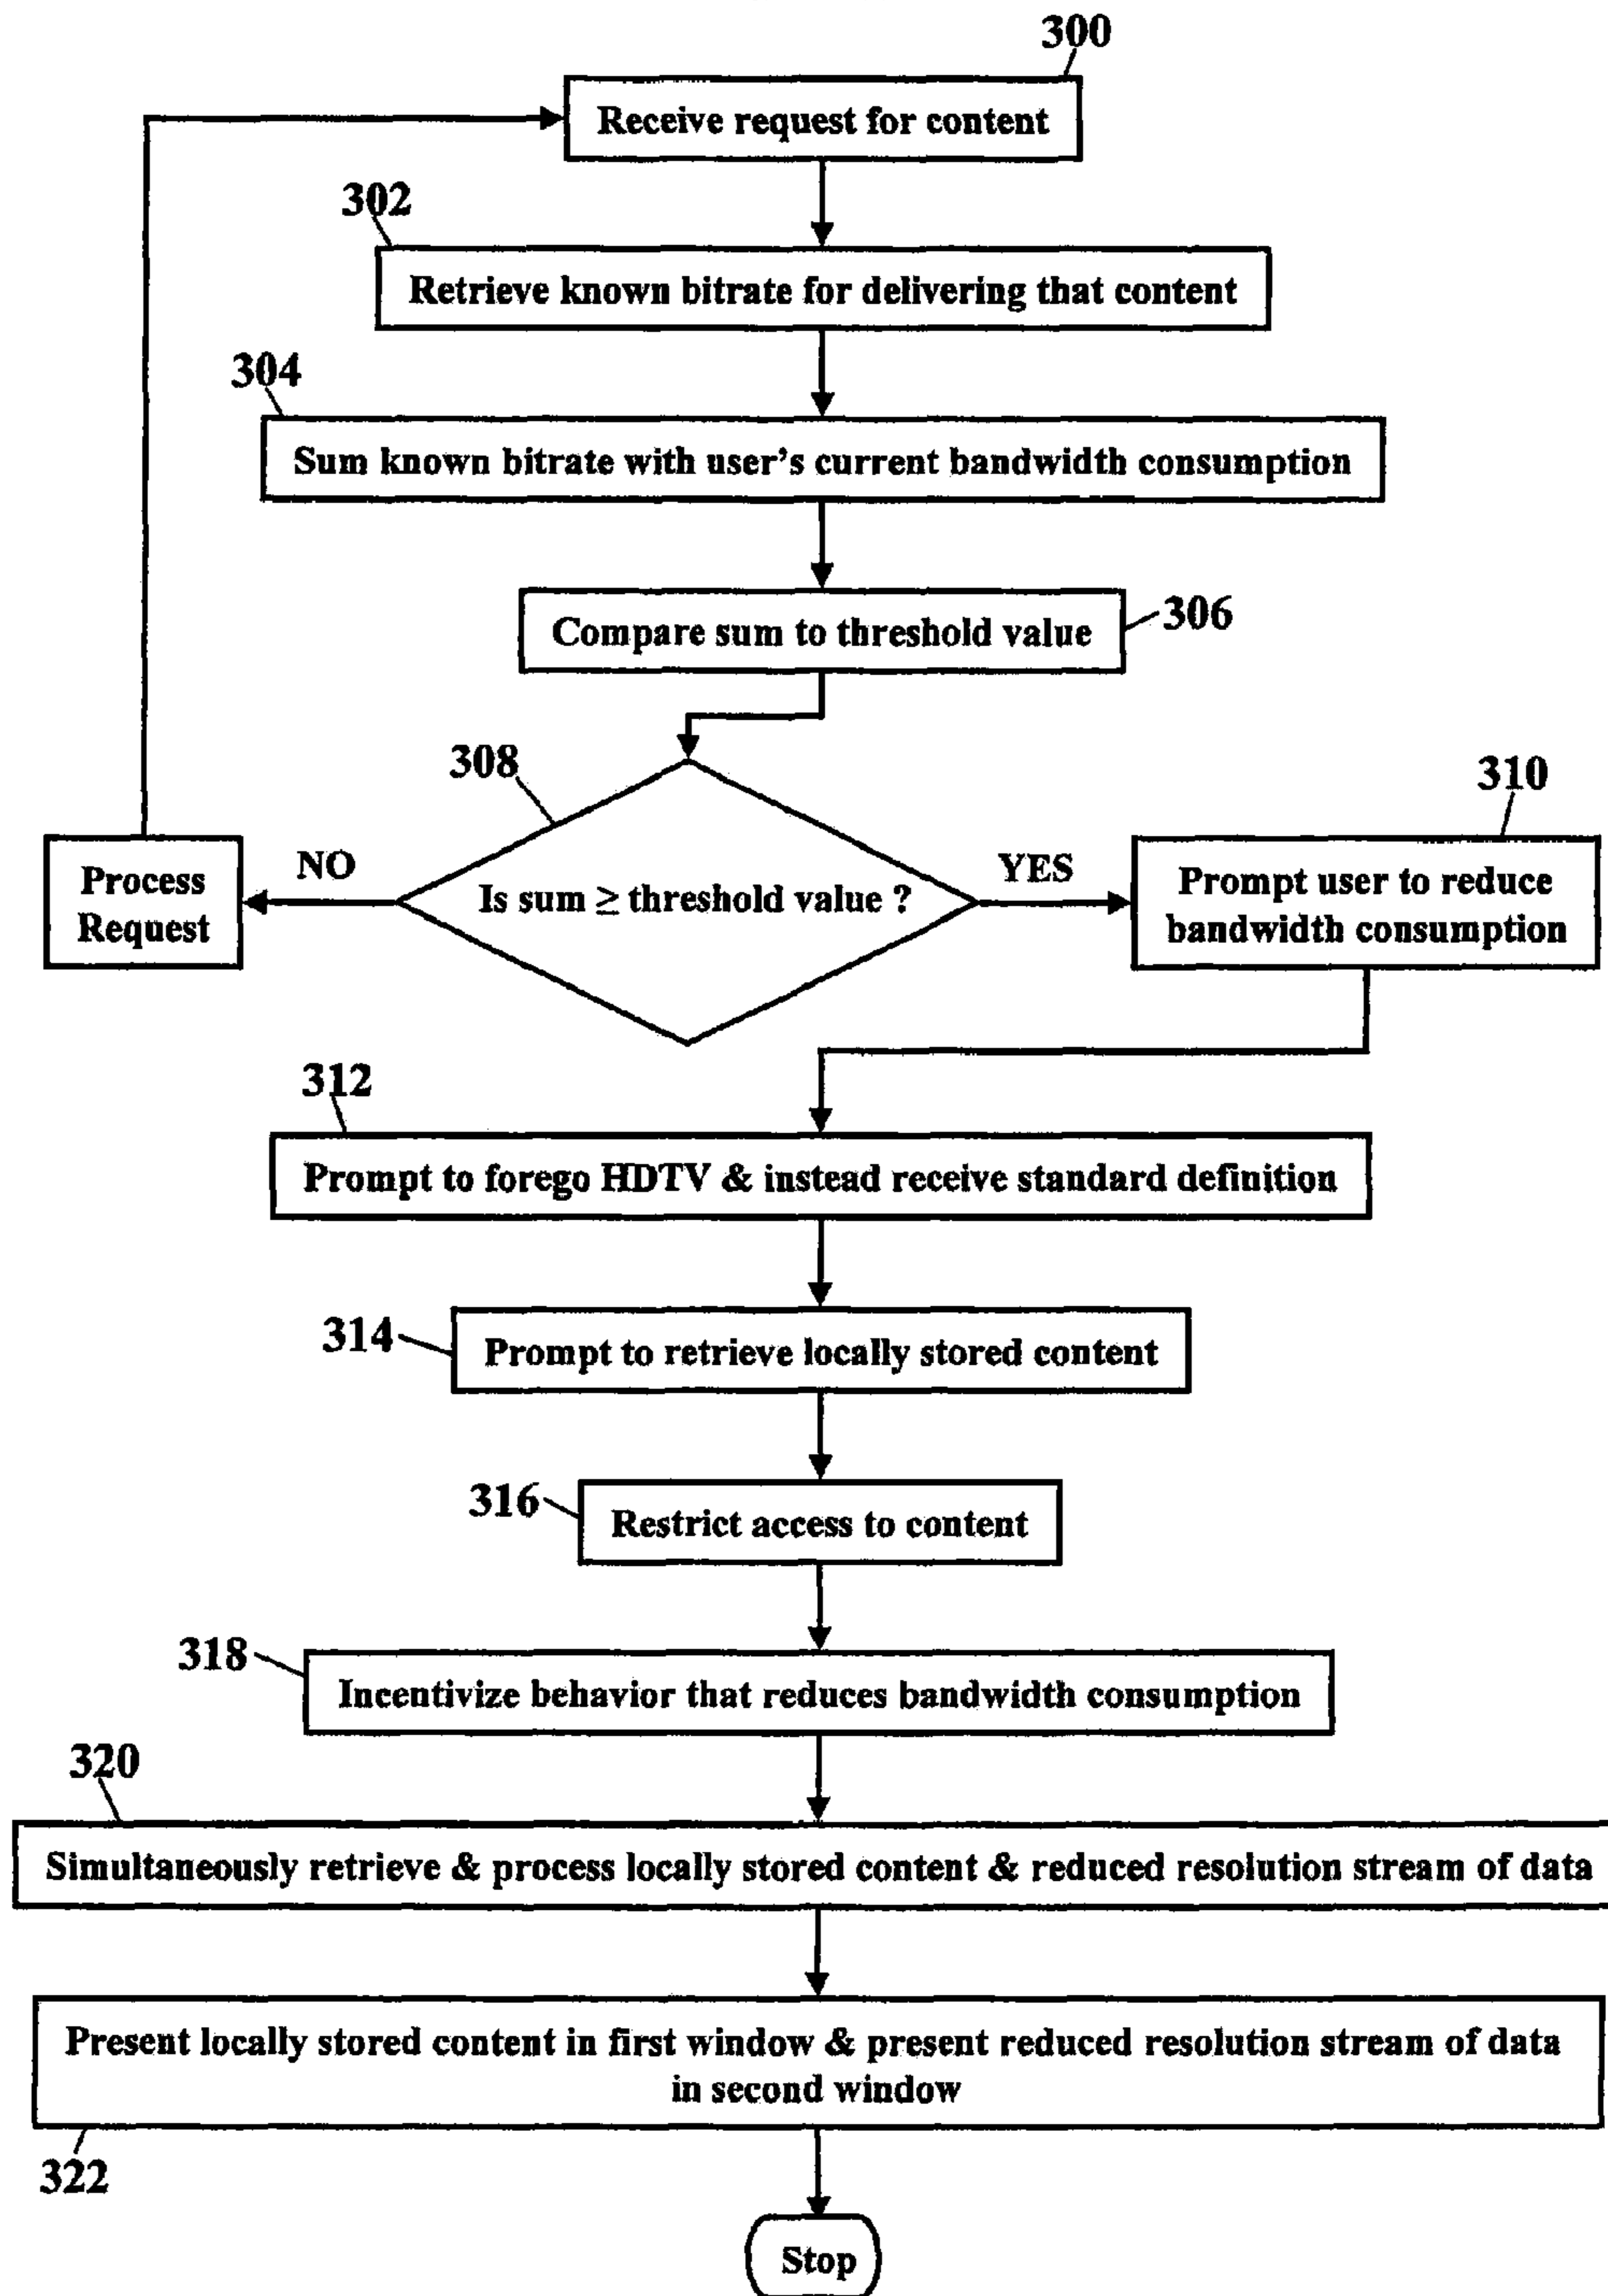 300
Receive request for content
302
Retrieve known bitrate for delivering that content
304
Sum known bitrate with user's current bandwidth consumption
Compare sum to threshold value
306
308
310
Process
Request
NO
Is sum ≥ threshold value ?
YES
Prompt user to reduce
bandwidth consumption
312
Prompt to forego HDTV & instead receive standard definition
314
Prompt to retrieve locally stored content
316
Restrict access to content
318
Incentivize behavior that reduces bandwidth consumption
320
Simultaneously retrieve & process locally stored content & reduced resolution stream of data
Present locally stored content in first window & present reduced resolution stream of data
in second window
322
Stop